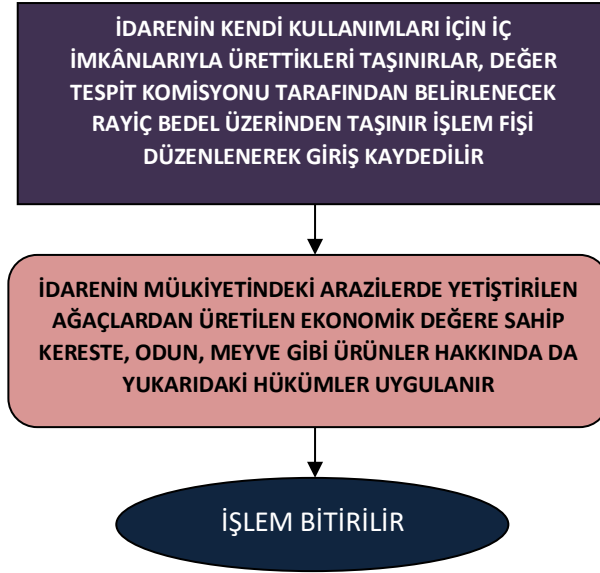 İDARENİN KENDİ KULLANIMLARI İÇİN İÇ
İMKÂNLARIYLA ÜRETTİKLERİ TAŞINIRLAR, DEĞER
TESPİT KOMİSYONU TARAFINDAN BELİRLENECEK
RAYİÇ BEDEL ÜZERİNDEN TAŞINIR İŞLEM FİŞİ
DÜZENLENEREK GİRİŞ KAYDEDİLİR
İDARENİN MÜLKİYETİNDEKİ ARAZİLERDE YETİŞTİRİLEN
AĞAÇLARDAN ÜRETİLEN EKONOMİK DEĞERE SAHİP
KERESTE, ODUN, MEYVE GİBİ ÜRÜNLER HAKKINDA DA
YUKARIDAKİ HÜKÜMLER UYGULANIR
İŞLEM BİTİRİLİR